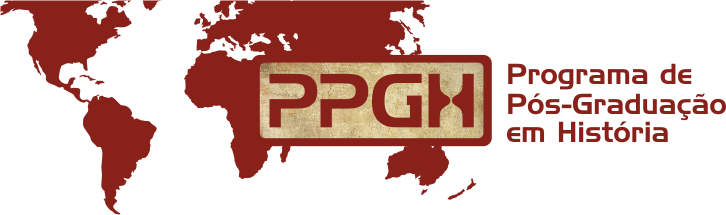 PPGH
Programa de
Pós-Graduação
em História